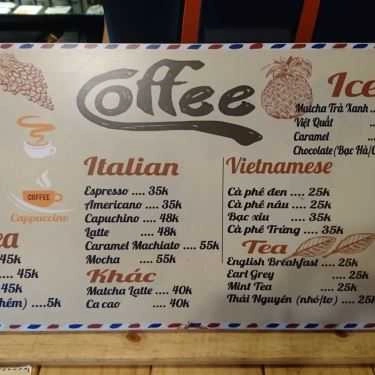 Coffee
Ice
Matcha Trà Xanh ..
Việt Quất
Caramel ...
Chocolate(Bạc Hà/
Italian
Espresso .... 35k
Americano .... 35k
Capuchino .... 48k
Latte ..... 48k
Caramel Machiato .... 55k
Mocha ..... 55k
Khác
Matcha Latte .... 40k
Ca cao .... 40k
Vietnamese
Cà phê đen .... 25k
Cà phê nâu .... 25k
Bạc xỉu .... 35k
Cà phê Trứng .... 35k
Tea
English Breakfast .... 25k
Earl Grey .... 25k
Mint Tea .... 25k
Thái Nguyên (nhỏ/to) .... 25k
COFFEE
Cappuccino
ea
45k
.... 45k
.. 45k
hêm) ....5k